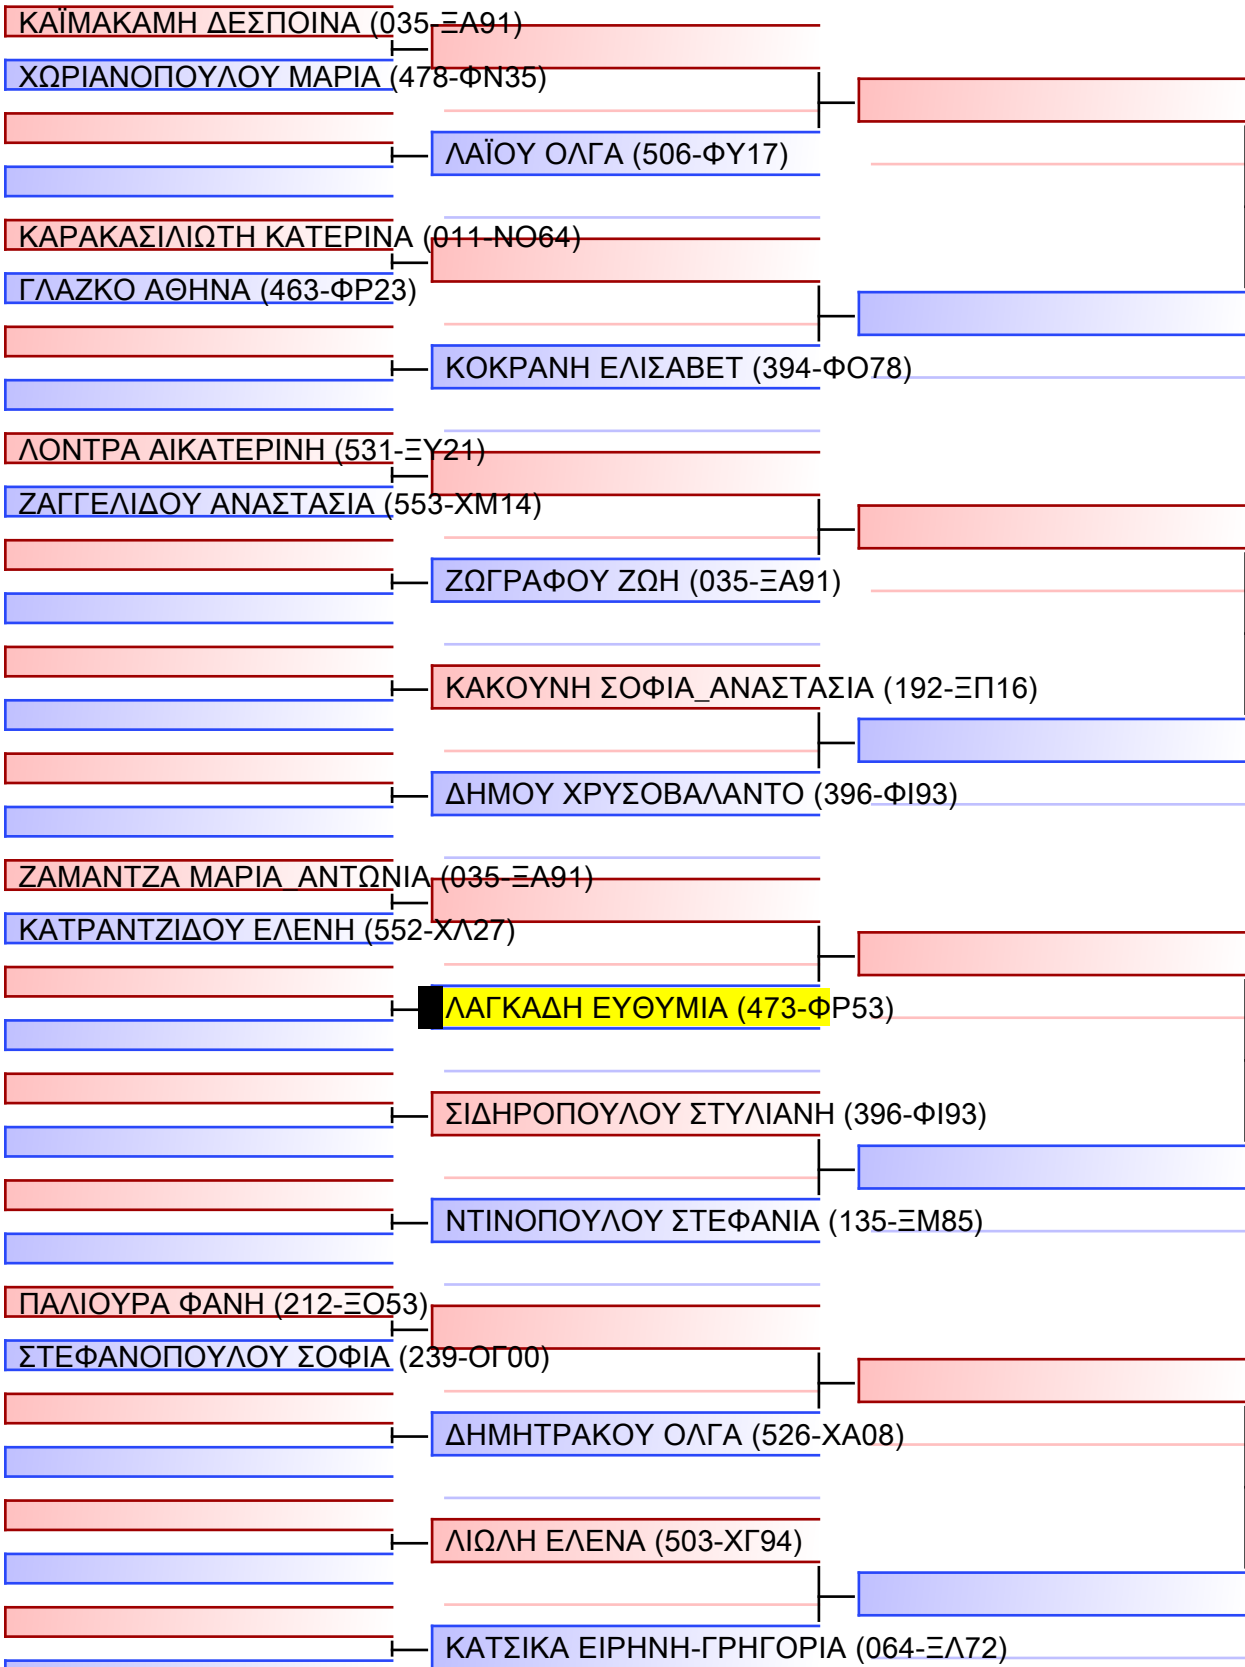 ΚΑΪΜΑΚΑΜΗ ΔΕΣΠΟΙΝΑ (035-ΞΑ91)
ΧΩΡΙΑΝΟΠΟΥΛΟΥ ΜΑΡΙΑ (478-ΦΝ35)
ΛΑΪΟΥ ΟΛΓΑ (506-ΦΥ17)
ΚΑΡΑΚΑΣΙΛΙΩΤΗ ΚΑΤΕΡΙΝΑ (011-ΝΟ64)
ΓΛΑΖΚΟ ΑΘΗΝΑ (463-ΦΡ23)
ΚΟΚΡΑΝΗ ΕΛΙΣΑΒΕΤ (394-ΦΟ78)
ΛΟΝΤΡΑ ΑΙΚΑΤΕΡΙΝΗ (531-ΞΥ21)
ΖΑΓΓΕΛΙΔΟΥ ΑΝΑΣΤΑΣΙΑ (553-ΧΜ14)
ΖΩΓΡΑΦΟΥ ΖΩΗ (035-ΞΑ91)
ΚΑΚΟΥΝΗ ΣΟΦΙΑ_ΑΝΑΣΤΑΣΙΑ (192-ΞΠ16)
ΔΗΜΟΥ ΧΡΥΣΟΒΑΛΑΝΤΟ (396-ΦΙ93)
ΖΑΜΑΝΤΖΑ ΜΑΡΙΑ_ΑΝΤΩΝΙΑ (035-ΞΑ91)
ΚΑΤΡΑΝΤΖΙΔΟΥ ΕΛΕΝΗ (552-ΧΛ27)
ΛΑΓΚΑΔΗ ΕΥΘΥΜΙΑ (473-ΦΡ53)
ΣΙΔΗΡΟΠΟΥΛΟΥ ΣΤΥΛΙΑΝΗ (396-ΦΙ93)
ΝΤΙΝΟΠΟΥΛΟΥ ΣΤΕΦΑΝΙΑ (135-ΞΜ85)
ΠΑΛΙΟΥΡΑ ΦΑΝΗ (212-ΞΟ53)
ΣΤΕΦΑΝΟΠΟΥΛΟΥ ΣΟΦΙΑ (239-ΟΓ00)
ΔΗΜΗΤΡΑΚΟΥ ΟΛΓΑ (526-ΧΑ08)
ΛΙΩΛΗ ΕΛΕΝΑ (503-ΧΓ94)
ΚΑΤΣΙΚΑ ΕΙΡΗΝΗ-ΓΡΗΓΟΡΙΑ (064-ΞΛ72)